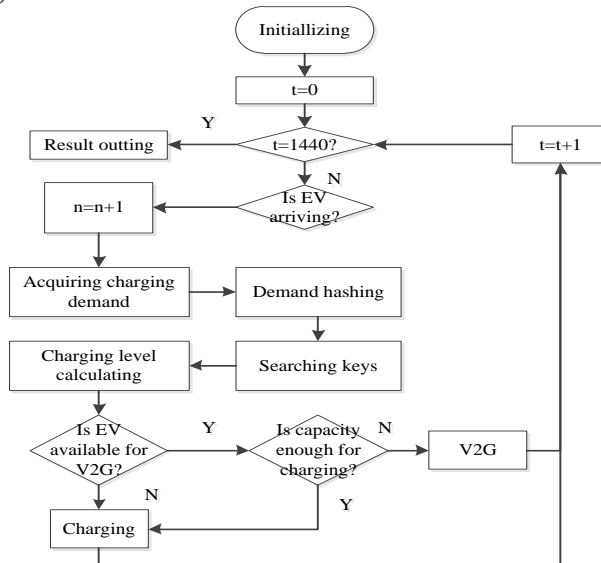 Initiallizing
t=0
Y
Result outting
t=1440?
t=t+1
N
n=n+1
Is EV
arriving?
Acquiring charging
demand
Demand hashing
Charging level
calculating
Searching keys
Is EV
available for
V2G?
Y
Is capacity
enough for
charging?
N
V2G
N
Y
Charging